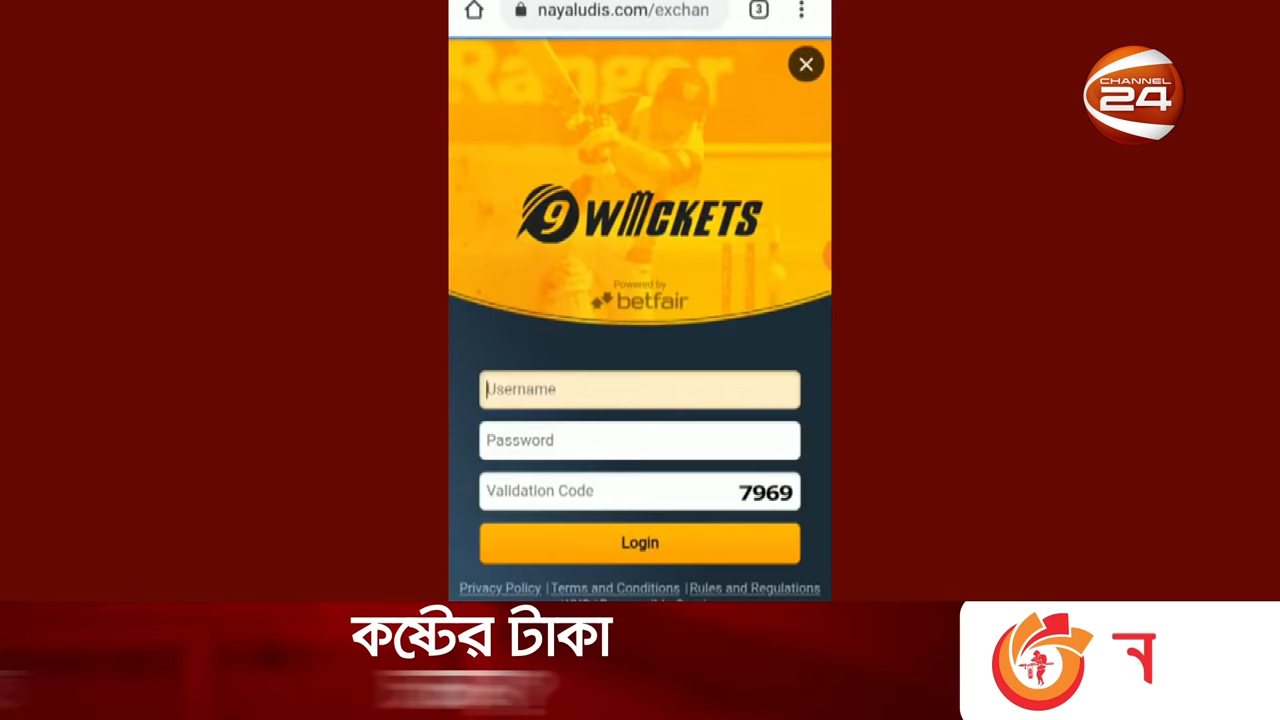 nayaludis.com/exchan
3
Ranger
CHANNEL
24
9 WICKETS
Powered by
betfair
Username
Password
Validation Code
7969
Login
Privacy Policy | Terms and Conditions | Rules and Regulations
কষ্টের টাকা
ন